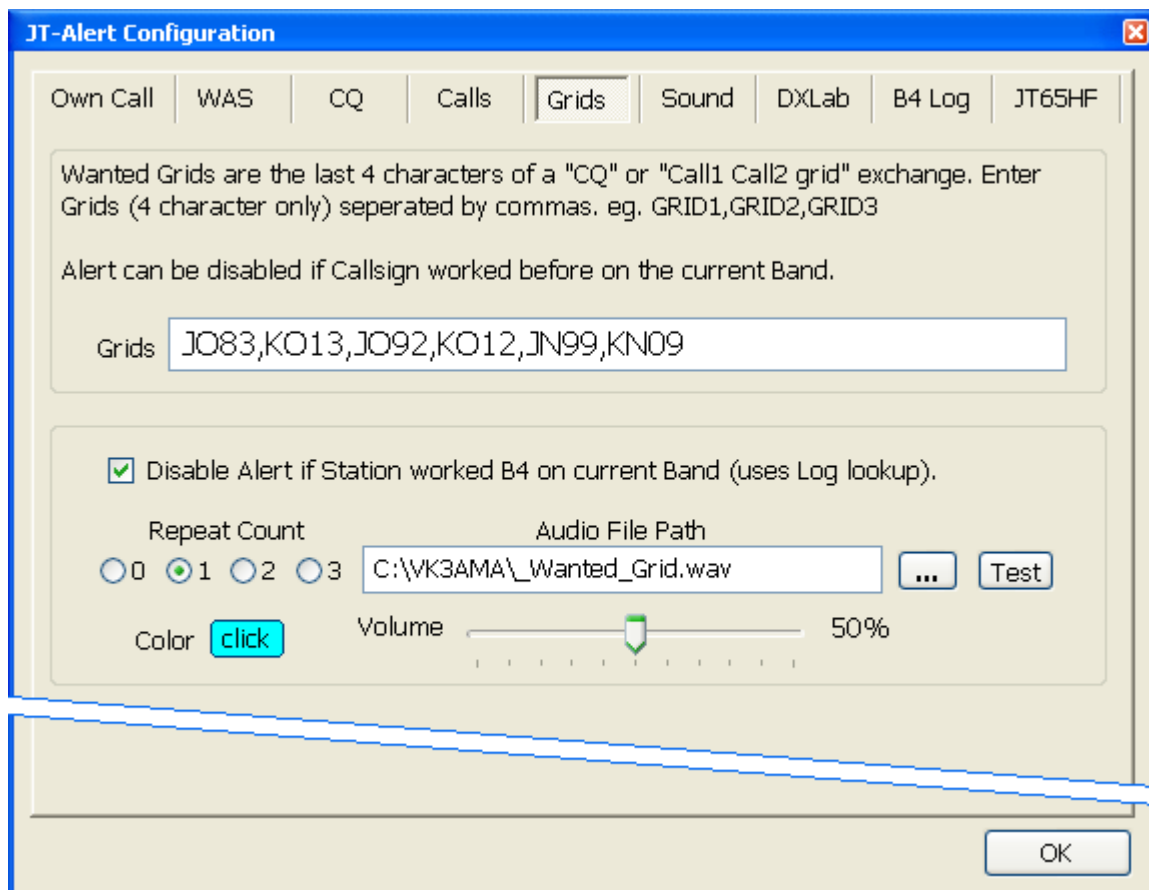 JT-Alert Configuration
Own Call WAS CQ Calls Grids Sound DXLab B4 Log JT65HF
Wanted Grids are the last 4 characters of a "CQ" or "Call1 Call2 grid" exchange. Enter
Grids (4 character only) seperated by commas. eg. GRID1,GRID2,GRID3
Alert can be disabled if Callsign worked before on the current Band.
Grids JO83,KO13,JO92,KO12,JN99,KN09
Disable Alert if Station worked B4 on current Band (uses Log lookup).
Repeat Count Audio File Path
0 1 2 3 C:\VK3AMA\_Wanted_Grid.wav ... Test
Color click Volume 50%
OK